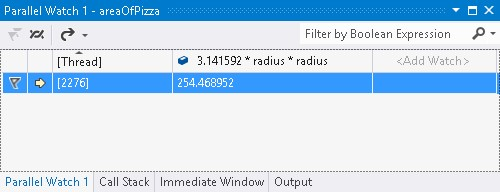 Parallel Watch 1 - areaOfPizza
Filter by Boolean Expression
[Thread] 3.141592 * radius * radius <Add Watch>
[2276] 254.468952
Parallel Watch 1 Call Stack Immediate Window Output